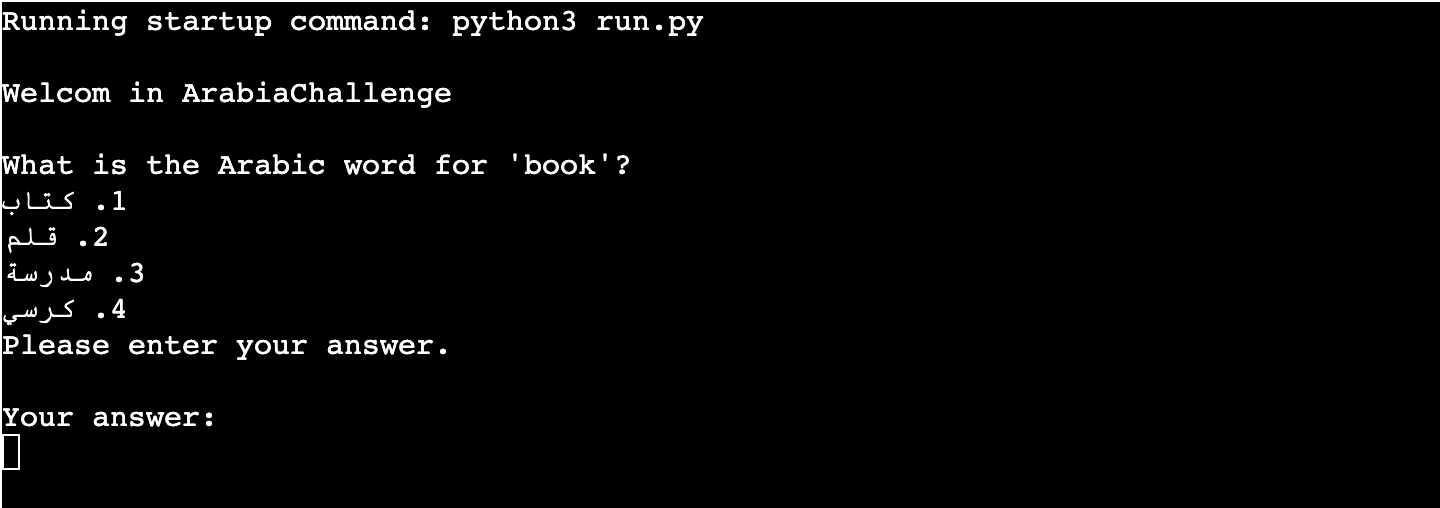 Running startup command: python3 run.py
Welcom in ArabiaChallenge
What is the Arabic word for 'book'?
1. كتاب
2. قلم
3. مدرسة
4. كرسي
Please enter your answer.
Your answer: